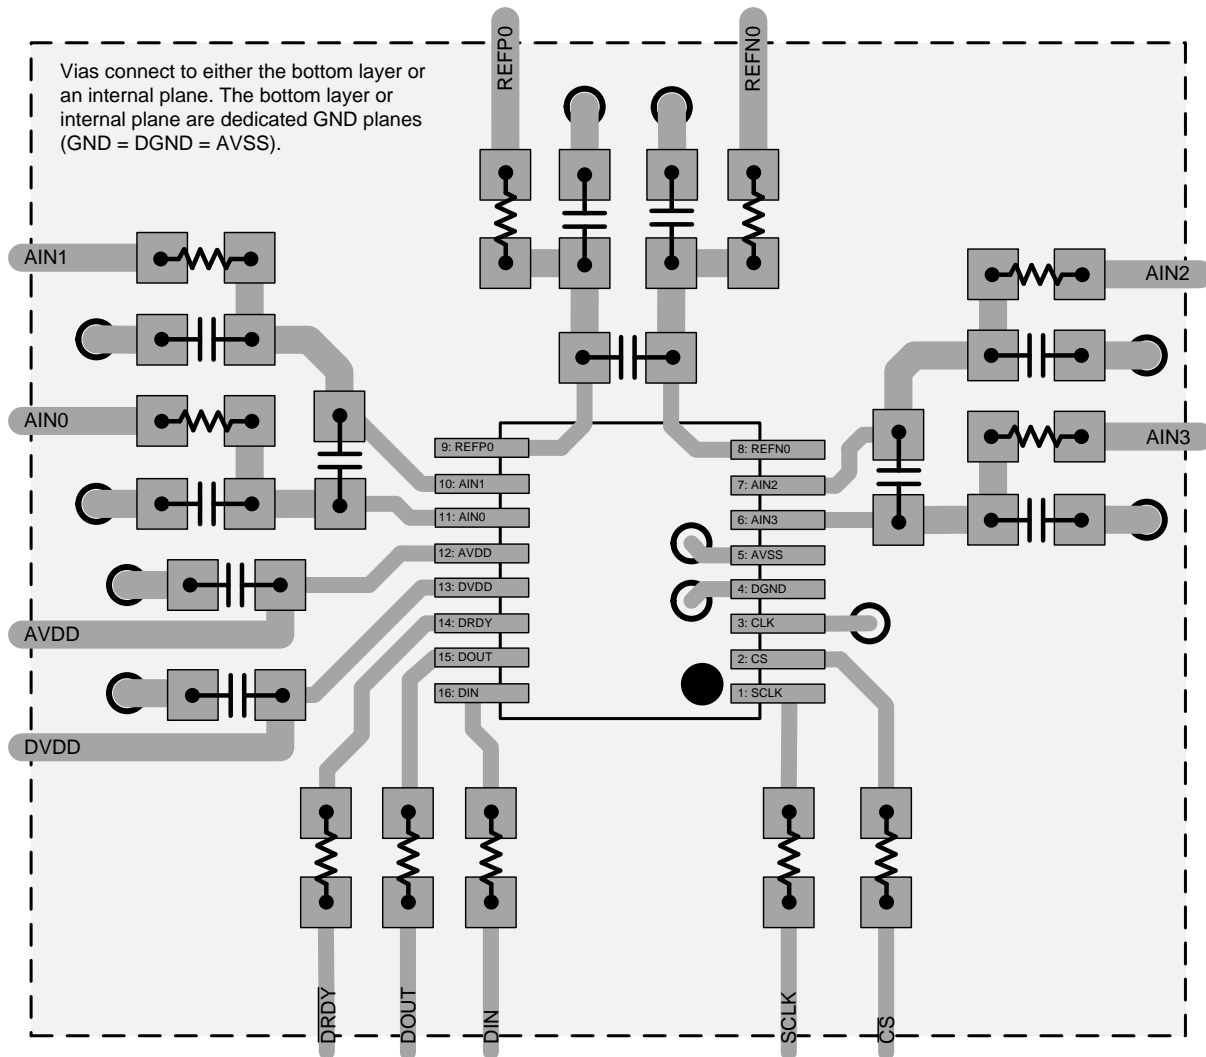 REFP0
REFN0
Vias connect to either the bottom layer or
an internal plane. The bottom layer or
internal plane are dedicated GND planes
(GND = DGND = AVSS).
AIN1
AIN2
AIN0
AIN3
9: REFP0
8: REFN0
10: AIN1
7: AIN2
11: AIN0
6: AIN3
12: AVDD
5: AVSS
13: DVDD
4: DGND
14: DRDY
3: CLK
15: DOUT
2: CS
16: DIN
1: SCLK
AVDD
DVDD
DRDY
DOUT
DIN
SCLK
CS